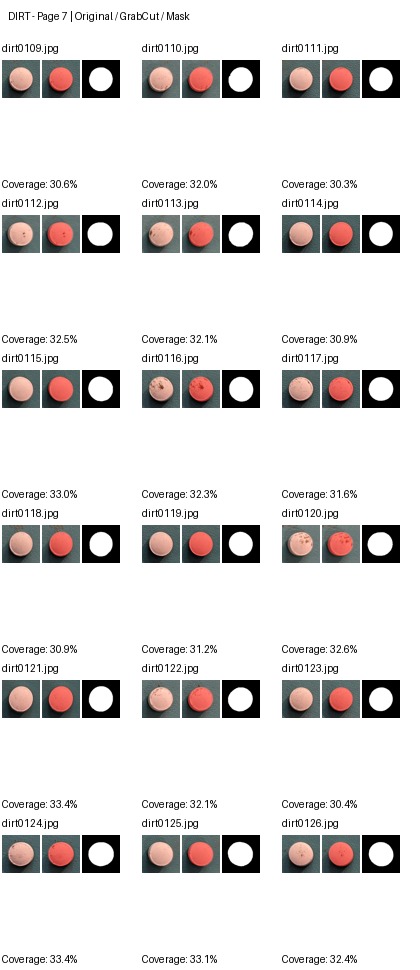 DIRT - Page 7 | Original / GrabCut / Mask
dirt0109.jpg dirt0110.jpg dirt0111.jpg
Coverage: 30.6% Coverage: 32.0% Coverage: 30.3%
dirt0112.jpg dirt0113.jpg dirt0114.jpg
Coverage: 32.5% Coverage: 32.1% Coverage: 30.9%
dirt0115.jpg dirt0116.jpg dirt0117.jpg
Coverage: 33.0% Coverage: 32.3% Coverage: 31.6%
dirt0118.jpg dirt0119.jpg dirt0120.jpg
Coverage: 30.9% Coverage: 31.2% Coverage: 32.6%
dirt0121.jpg dirt0122.jpg dirt0123.jpg
Coverage: 33.4% Coverage: 32.1% Coverage: 30.4%
dirt0124.jpg dirt0125.jpg dirt0126.jpg
Coverage: 33.4% Coverage: 33.1% Coverage: 32.4%